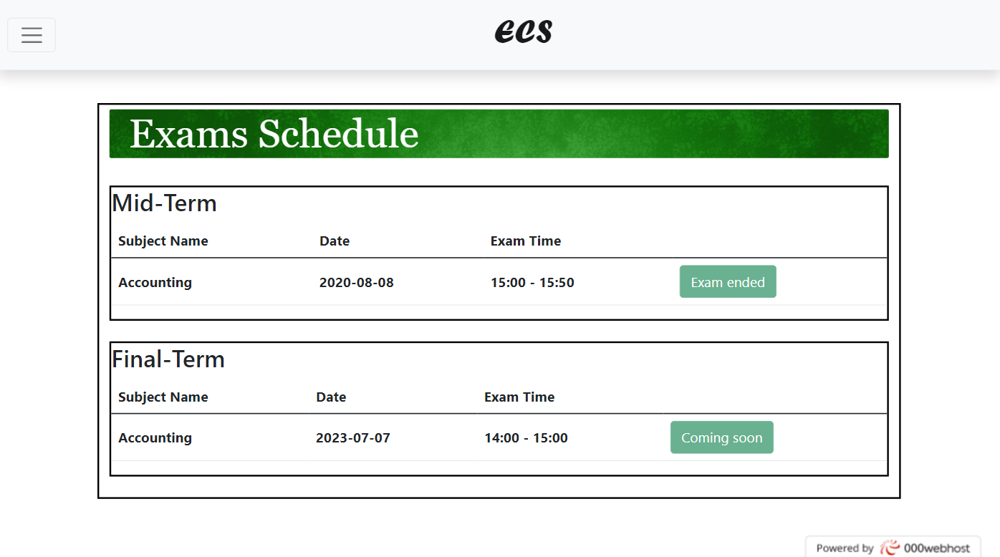 ECS
Exams Schedule
Mid-Term
Subject Name Date Exam Time
Accounting 2020-08-08 15:00 - 15:50 Exam ended
Final-Term
Subject Name Date Exam Time
Accounting 2023-07-07 14:00 - 15:00 Coming soon
Powered by 000webhost